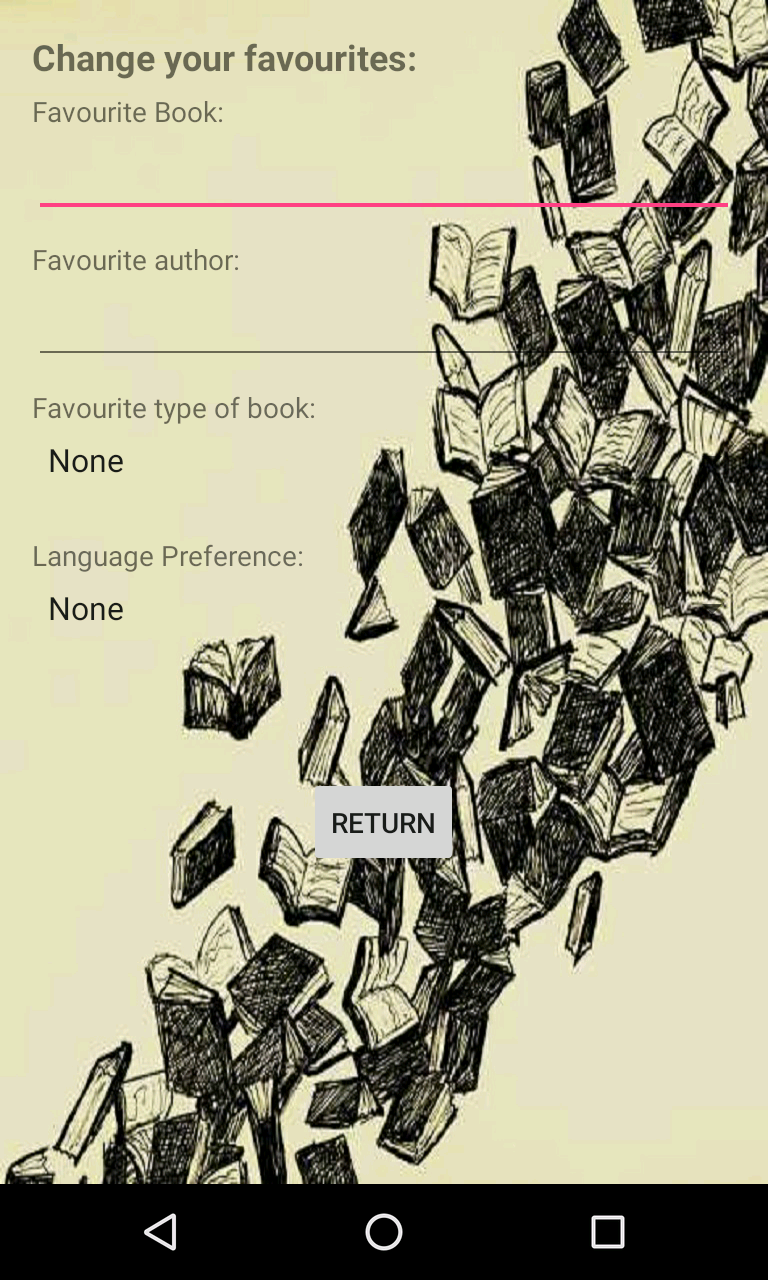 Change your favourites:
Favourite Book:
Favourite author:
Favourite type of book:
None
Language Preference:
None
RETURN